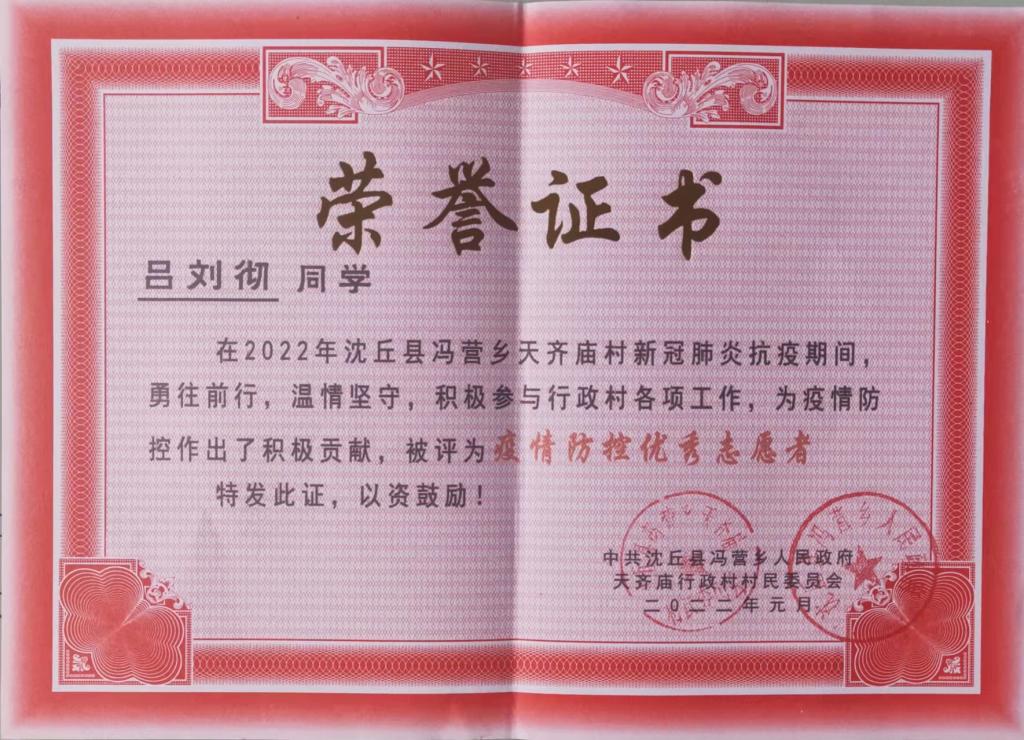 荣誉证书
吕刘彻 同学
在2022年沈丘县冯营乡天齐庙村新冠肺炎抗疫期间，
勇往前行，温情坚守，积极参与行政村各项工作，为疫情防
控作出了积极贡献，被评为疫情防控优秀志愿者
特发此证，以资鼓励！
中共沈丘县冯营乡人民政府
天齐庙行政村村民委员会
二〇二二年元月